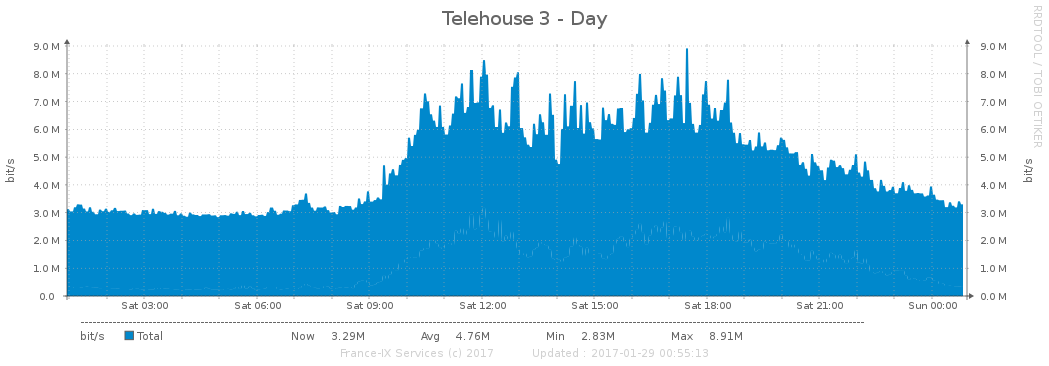 Telehouse 3 - Day
RRDTOOL / TOBI OETIKER
bit/s
9.0 M 9.0 M
8.0 M 8.0 M
7.0 M 7.0 M
6.0 M 6.0 M
5.0 M 5.0 M
4.0 M 4.0 M
3.0 M 3.0 M
2.0 M 2.0 M
1.0 M 1.0 M
0.0 0.0 M
bit/s
Sat 03:00 Sat 06:00 Sat 09:00 Sat 12:00 Sat 15:00 Sat 18:00 Sat 21:00 Sun 00:00
bit/s Total Now 3.29M Avg 4.76M Min 2.83M Max 8.91M
France-IX Services (c) 2017 Updated : 2017-01-29 00:55:13